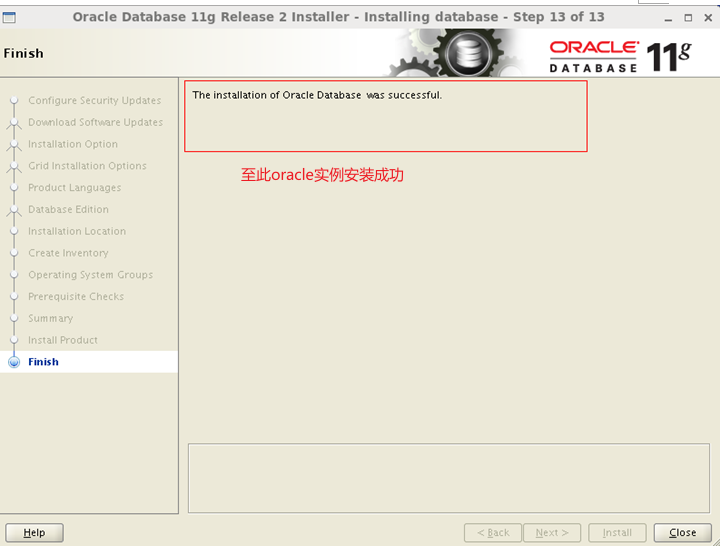 Oracle Database 11g Release 2 Installer - Installing database - Step 13 of 13
Finish
ORACLE
DATABASE
11g
Configure Security Updates
Download Software Updates
Installation Option
Grid Installation Options
Product Languages
Database Edition
Installation Location
Create Inventory
Operating System Groups
Prerequisite Checks
Summary
Install Product
Finish
The installation of Oracle Database was successful.
至此oracle实例安装成功
Help
< Back
Next >
Install
Close